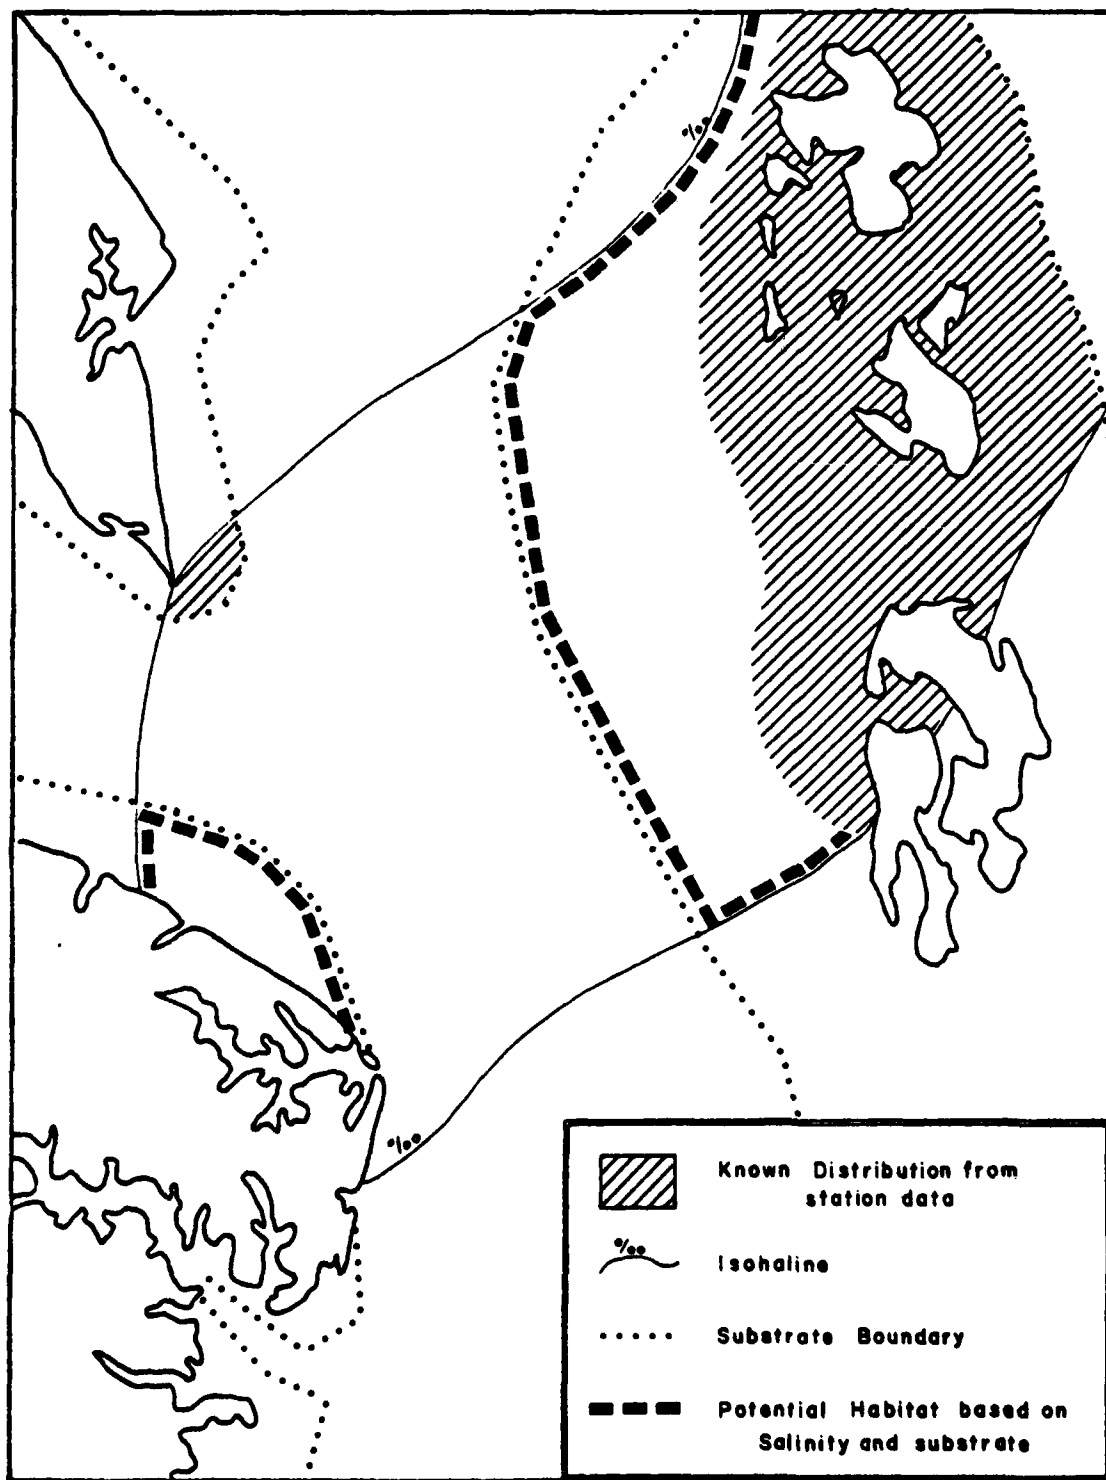 ‰
‰
Known Distribution from
station data
‰
Isohaline
Substrate Boundary
Potential Habitat based on
Salinity and substrate